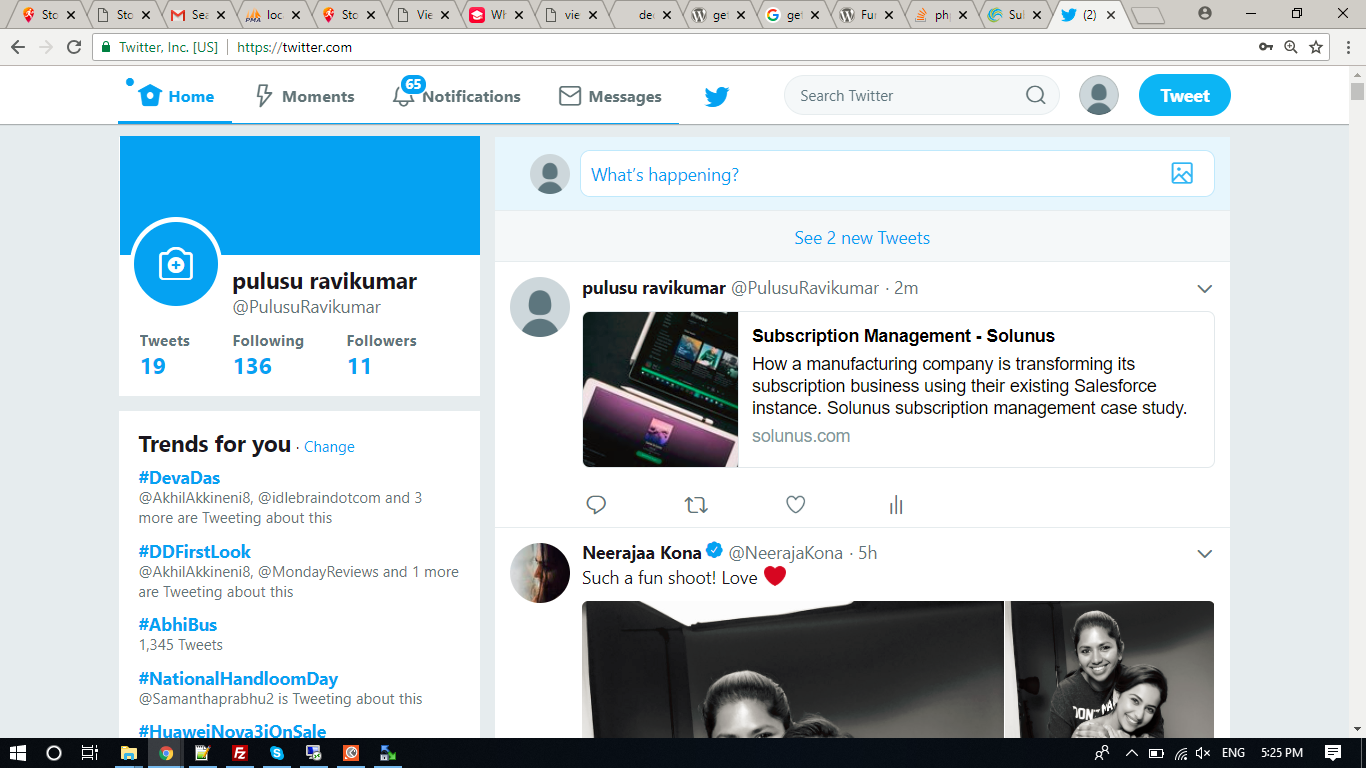 Sto
Sto
Sea
loc
Sto
Vie
Wh
vie
der
get
get
Fur
ph
Sul
(2)
Twitter, Inc. [US]
https://twitter.com
Home
Moments
65
Notifications
Messages
Search Twitter
Tweet
pulusu ravikumar
@PulusuRavikumar
Tweets Following Followers
19 136 11
Trends for you · Change
#DevaDas
@AkhilAkkineni8, @idlebraindotcom and 3
more are Tweeting about this
#DDFirstLook
@AkhilAkkineni8, @MondayReviews and 1 more
are Tweeting about this
#AbhiBus
1,345 Tweets
#NationalHandloomDay
@Samanthaprabhu2 is Tweeting about this
#HuaweiNova3iOnSale
What's happening?
See 2 new Tweets
pulusu ravikumar @PulusuRavikumar · 2m
Subscription Management - Solunus
How a manufacturing company is transforming its
subscription business using their existing Salesforce
instance. Solunus subscription management case study.
solunus.com
Neerajaa Kona @NeerajaKona · 5h
Such a fun shoot! Love
DON'T
ENG
5:25 PM